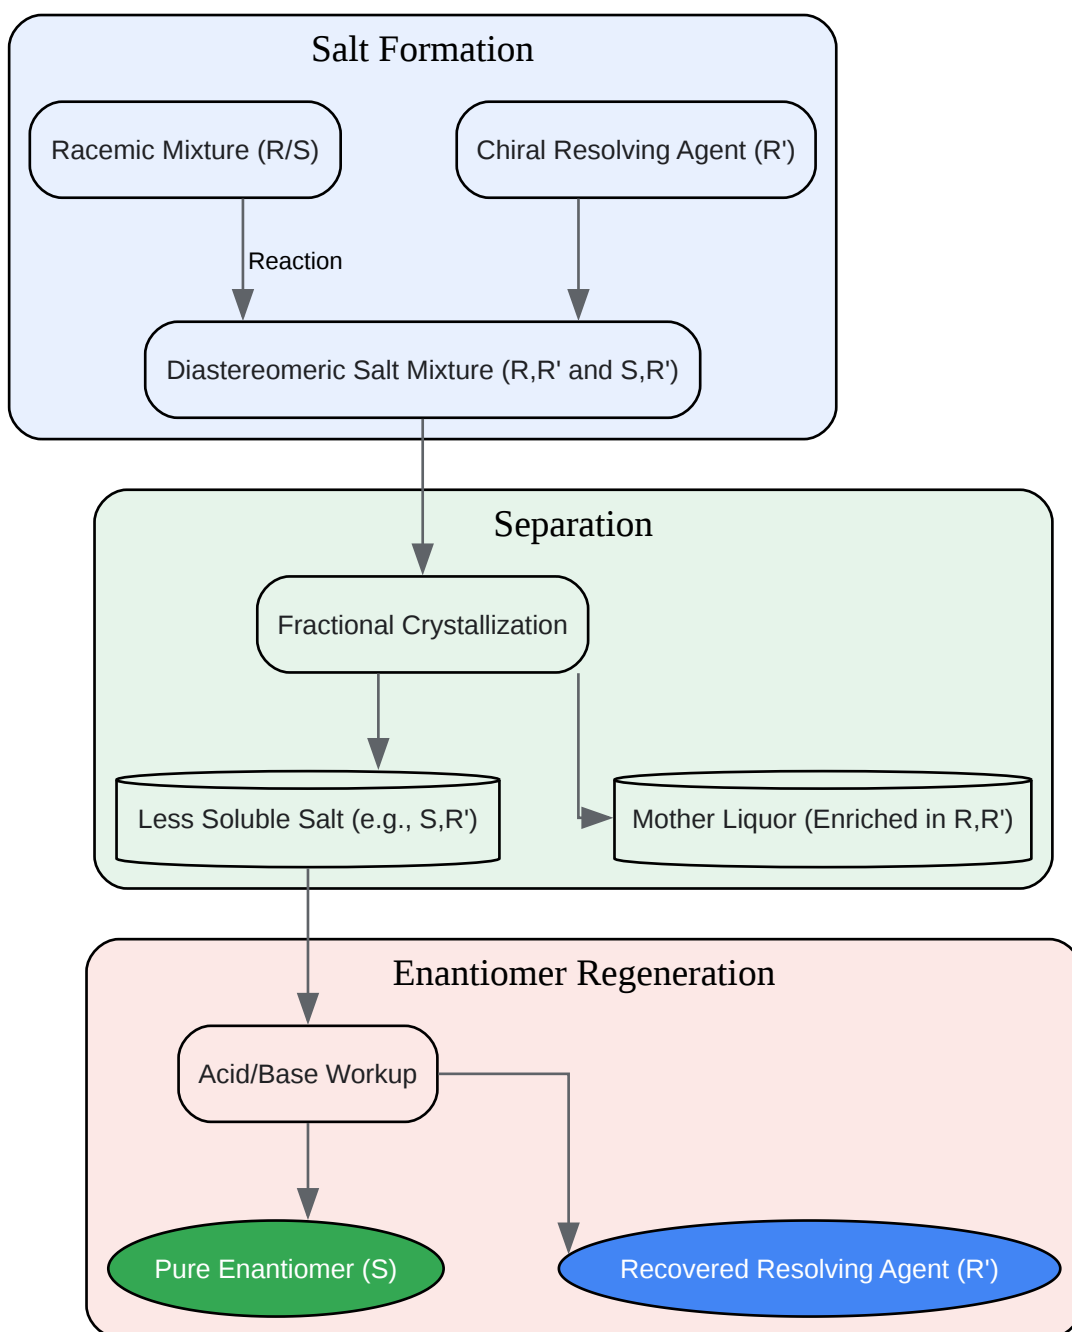 Salt Formation
Racemic Mixture (R/S)
Chiral Resolving Agent (R')
Reaction
Diastereomeric Salt Mixture (R,R' and S,R')
Separation
Fractional Crystallization
Less Soluble Salt (e.g., S,R')
Mother Liquor (Enriched in R,R')
Enantiomer Regeneration
Acid/Base Workup
Pure Enantiomer (S)
Recovered Resolving Agent (R')